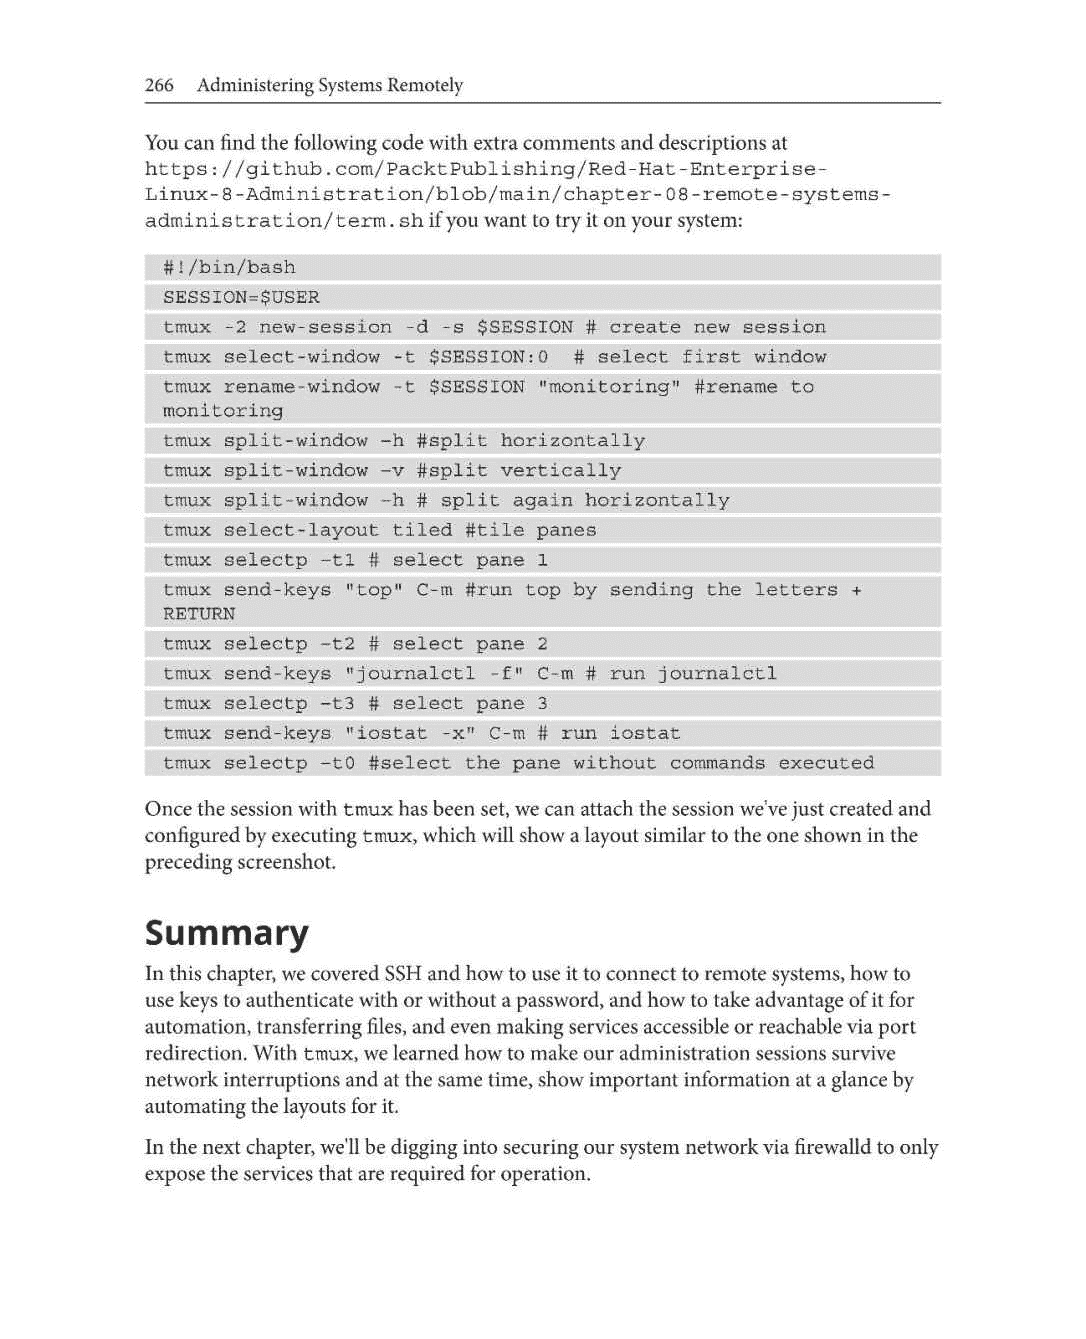 266 Administering Systems Remotely
You can find the following code with extra comments and descriptions at
https://github.com/PacktPublishing/Red-Hat-Enterprise-
Linux-8-Administration/blob/main/chapter-08-remote-systems-
administration/term.sh if you want to try it on your system:
#!/bin/bash
SESSION=$USER
tmux -2 new-session -d -s $SESSION # create new session
tmux select-window -t $SESSION:0  # select first window
tmux rename-window -t $SESSION "monitoring" #rename to
monitoring
tmux split-window –h #split horizontally
tmux split-window –v #split vertically
tmux split-window –h # split again horizontally
tmux select-layout tiled #tile panes
tmux selectp –t1 # select pane 1
tmux send-keys "top" C-m #run top by sending the letters +
RETURN
tmux selectp –t2 # select pane 2
tmux send-keys "journalctl -f" C-m # run journalctl
tmux selectp –t3 # select pane 3
tmux send-keys "iostat -x" C-m # run iostat
tmux selectp –t0 #select the pane without commands executed
Once the session with tmux has been set, we can attach the session we've just created and
configured by executing tmux, which will show a layout similar to the one shown in the
preceding screenshot.
Summary
In this chapter, we covered SSH and how to use it to connect to remote systems, how to
use keys to authenticate with or without a password, and how to take advantage of it for
automation, transferring files, and even making services accessible or reachable via port
redirection. With tmux, we learned how to make our administration sessions survive
network interruptions and at the same time, show important information at a glance by
automating the layouts for it.
In the next chapter, we'll be digging into securing our system network via firewalld to only
expose the services that are required for operation.